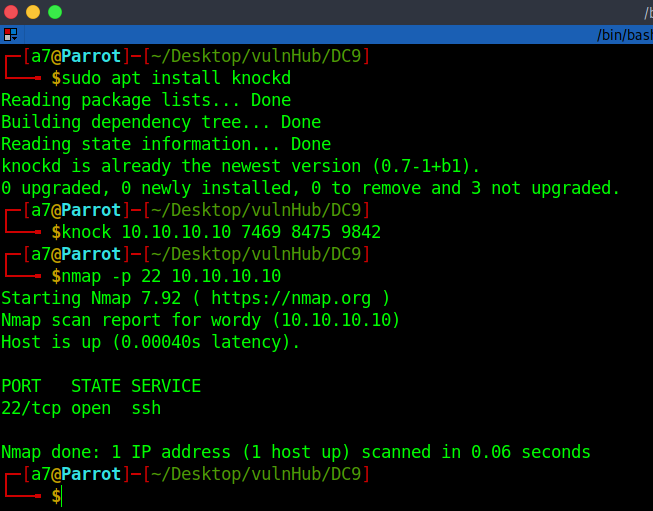 /b
/bin/bash
┌─[a7@Parrot]─[~/Desktop/vulnHub/DC9]
└──╼ $sudo apt install knockd
Reading package lists... Done
Building dependency tree... Done
Reading state information... Done
knockd is already the newest version (0.7-1+b1).
0 upgraded, 0 newly installed, 0 to remove and 3 not upgraded.
┌─[a7@Parrot]─[~/Desktop/vulnHub/DC9]
└──╼ $knock 10.10.10.10 7469 8475 9842
┌─[a7@Parrot]─[~/Desktop/vulnHub/DC9]
└──╼ $nmap -p 22 10.10.10.10
Starting Nmap 7.92 ( https://nmap.org )
Nmap scan report for wordy (10.10.10.10)
Host is up (0.00040s latency).
PORT   STATE SERVICE
22/tcp open  ssh
Nmap done: 1 IP address (1 host up) scanned in 0.06 seconds
┌─[a7@Parrot]─[~/Desktop/vulnHub/DC9]
└──╼ $